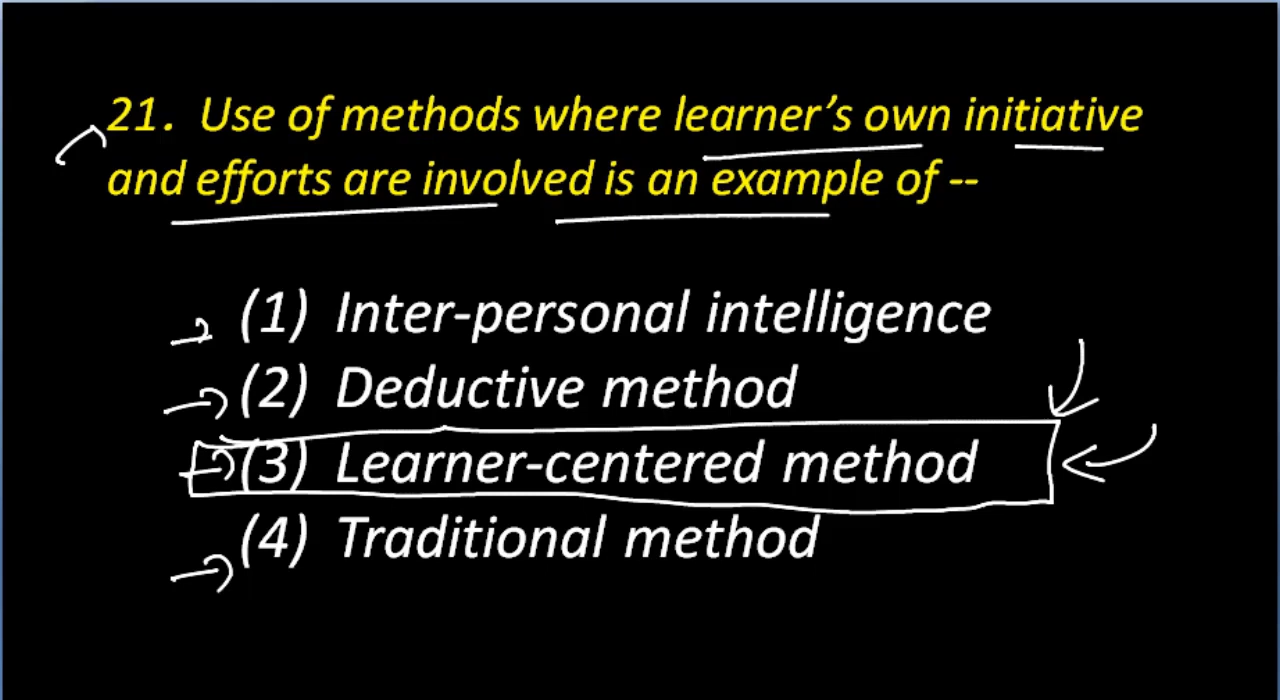 21. Use of methods where learner’s own initiative
and efforts are involved is an example of --
(1) Inter-personal intelligence
(2) Deductive method
(3) Learner-centered method
(4) Traditional method